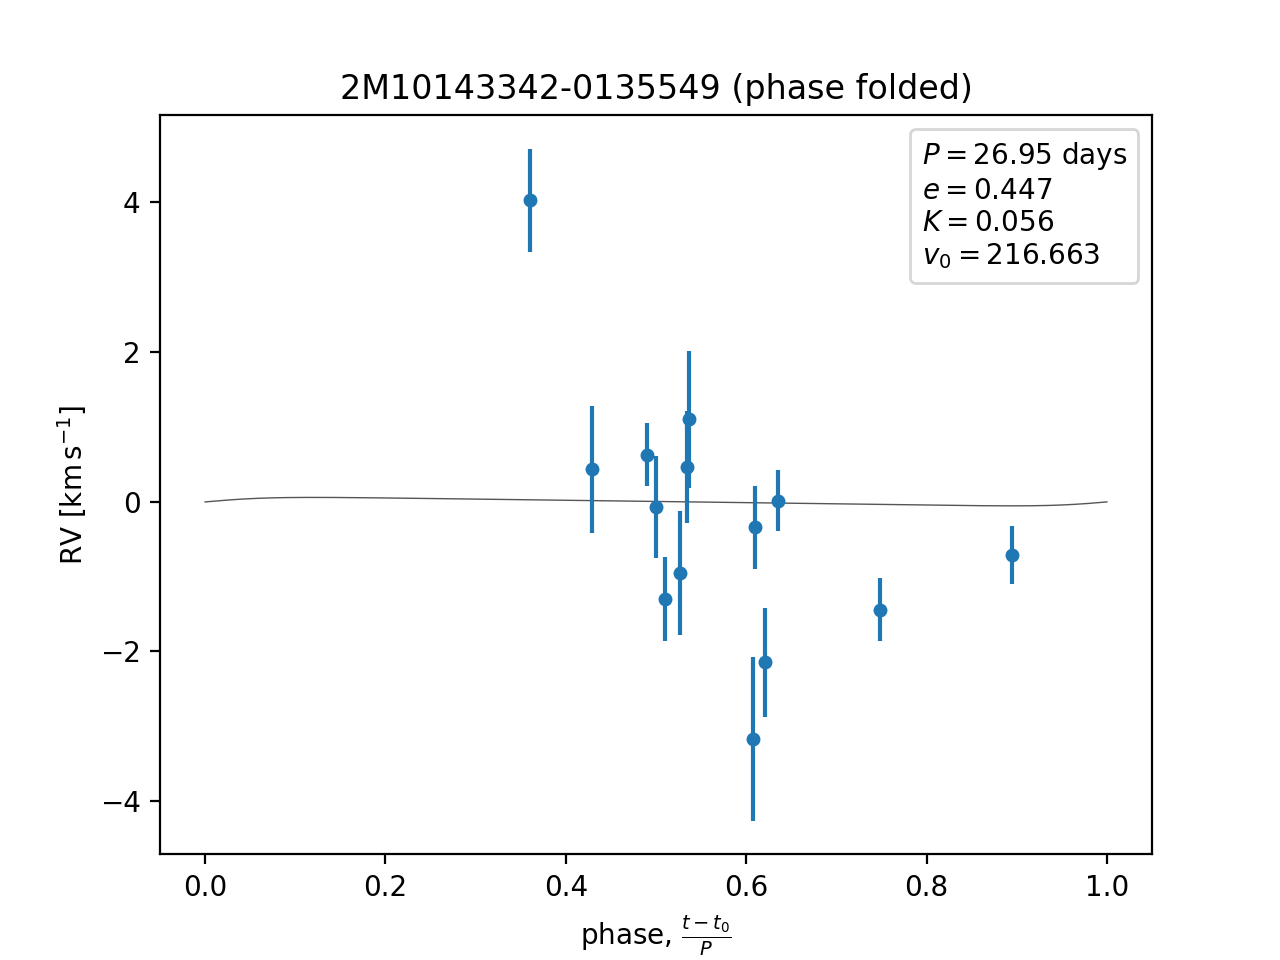 2M10143342-0135549 (phase folded)
P = 26.95 days
e = 0.447
K = 0.056
v₀ = 216.663
RV [km s⁻¹]
4
2
0
−2
−4
0.0 0.2 0.4 0.6 0.8 1.0
phase, (t − t₀)/P